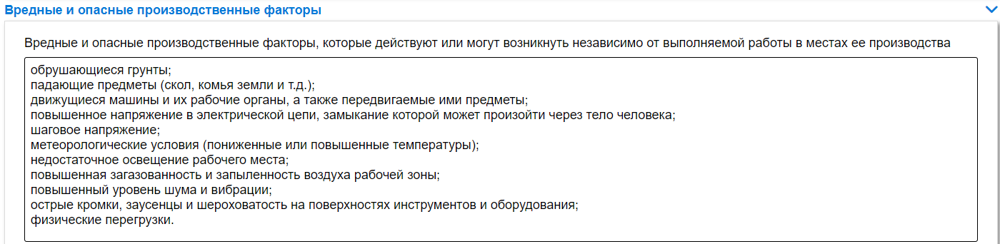 Вредные и опасные производственные факторы
Вредные и опасные производственные факторы, которые действуют или могут возникнуть независимо от выполняемой работы в местах ее производства
обрушающиеся грунты;
падающие предметы (скол, комья земли и т.д.);
движущиеся машины и их рабочие органы, а также передвигаемые ими предметы;
повышенное напряжение в электрической цепи, замыкание которой может произойти через тело человека;
шаговое напряжение;
метеорологические условия (пониженные или повышенные температуры);
недостаточное освещение рабочего места;
повышенная загазованность и запыленность воздуха рабочей зоны;
повышенный уровень шума и вибрации;
острые кромки, заусенцы и шероховатость на поверхностях инструментов и оборудования;
физические перегрузки.